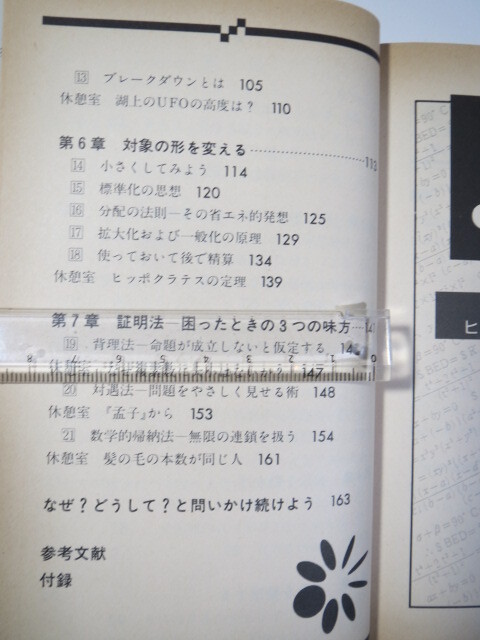 13 ブレークダウンとは 105
休憩室 湖上のUFOの高度は? 110
第6章 対象の形を変える……………… 113
14 小さくしてみよう 114
15 標準化の思想 120
16 分配の法則―その省エネ的発想 125
17 拡大化および一般化の原理 129
18 使っておいて後で精算 134
休憩室 ヒッポクラテスの定理 139
第7章 証明法―困ったときの3つの味方
19 背理法―命題が成立しないと仮定する
休憩室 147
20 対遇法―問題をやさしく見せる術 148
休憩室 『孟子』から 153
21 数学的帰納法―無限の連鎖を扱う 154
休憩室 髪の毛の本数が同じ人 161
なぜ?どうして?と問いかけ続けよう 163
参考文献
付録
ヒ